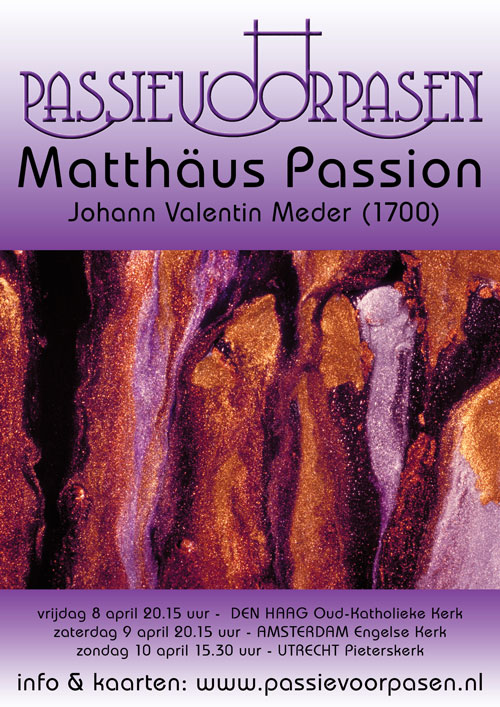 PASSIEVOORPASEN
Matthäus Passion
Johann Valentin Meder (1700)
vrijdag 8 april 20.15 uur - DEN HAAG Oud-Katholieke Kerk
zaterdag 9 april 20.15 uur - AMSTERDAM Engelse Kerk
zondag 10 april 15.30 uur - UTRECHT Pieterskerk
info & kaarten: www.passievoorpasen.nl